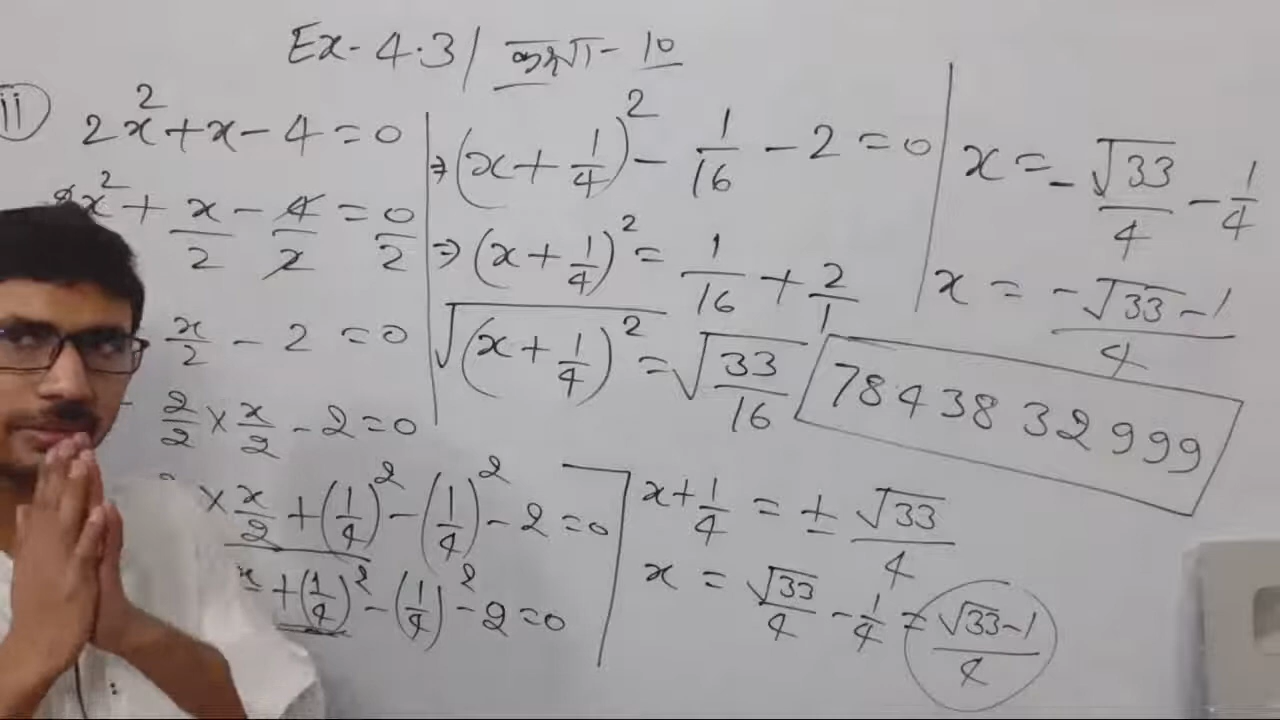 Ex- 4.3 | कक्षा - 10
ii
2x² + x - 4 = 0
x² + x/2 - 4/2 = 0/2
x/2 - 2 = 0
2/2 × x/2 - 2 = 0
× x/2 + (1/4)² - (1/4)² - 2 = 0
+ (1/4)² - (1/4)² - 2 = 0
⇒ (x + 1/4)² - 1/16 - 2 = 0
⇒ (x + 1/4)² = 1/16 + 2/1
√(x + 1/4)² = √33/16
x + 1/4 = ± √33/4
x = √33/4 - 1/4 = √33-1/4
x = - √33/4 - 1/4
x = -√33-1/4
7843832999